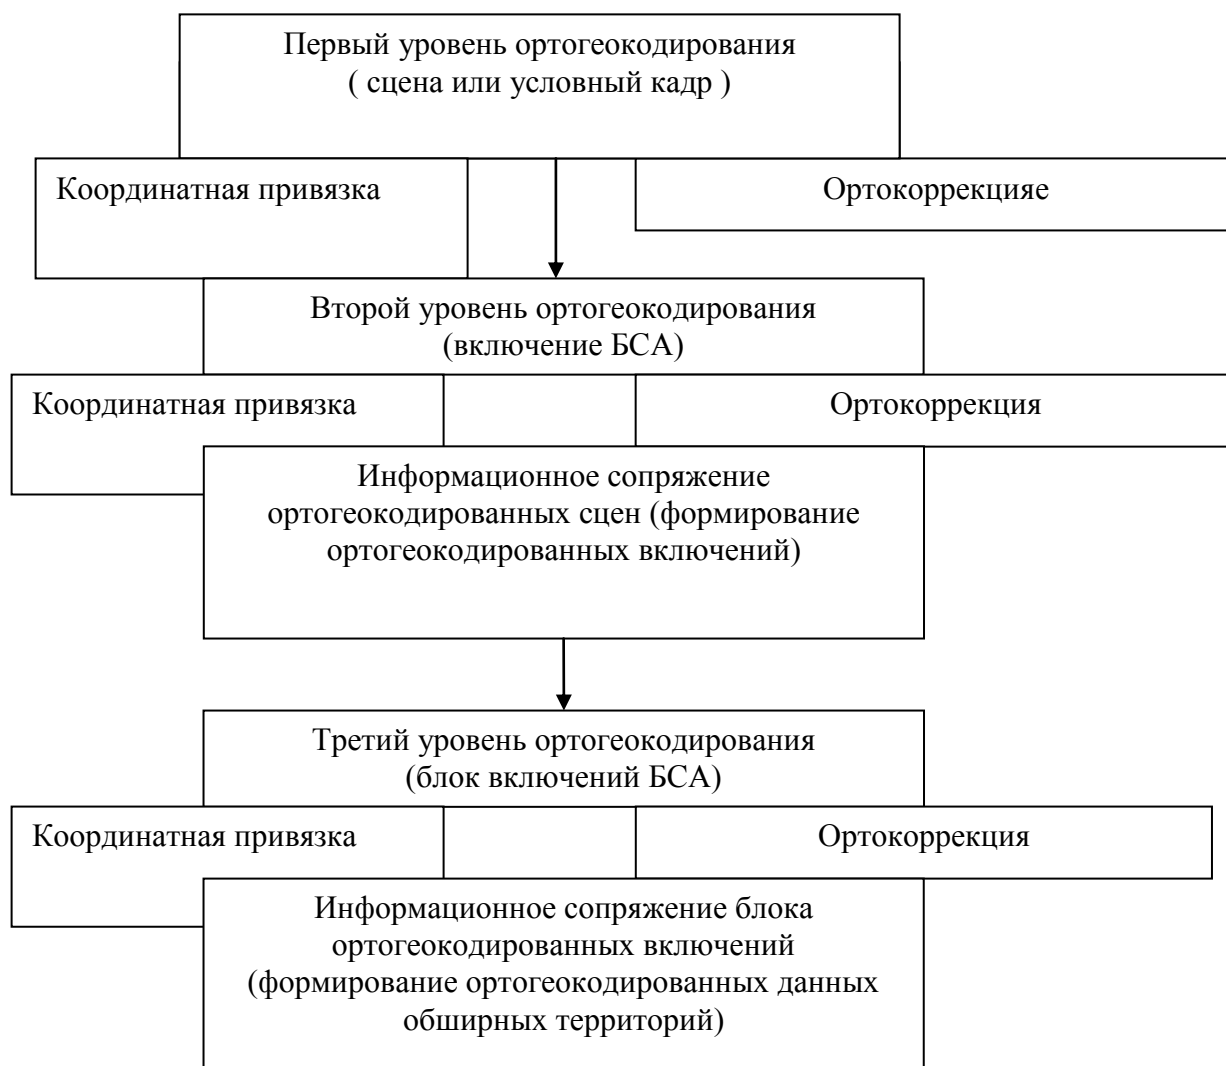 Первый уровень ортогеокодирования
( сцена или условный кадр )
Координатная привязка
Ортокоррекцияе
Второй уровень ортогеокодирования
(включение БСА)
Координатная привязка
Ортокоррекция
Информационное сопряжение
ортогеокодированных сцен (формирование
ортогеокодированных включений)
Третий уровень ортогеокодирования
(блок включений БСА)
Координатная привязка
Ортокоррекция
Информационное сопряжение блока
ортогеокодированных включений
(формирование ортогеокодированных данных
обширных территорий)